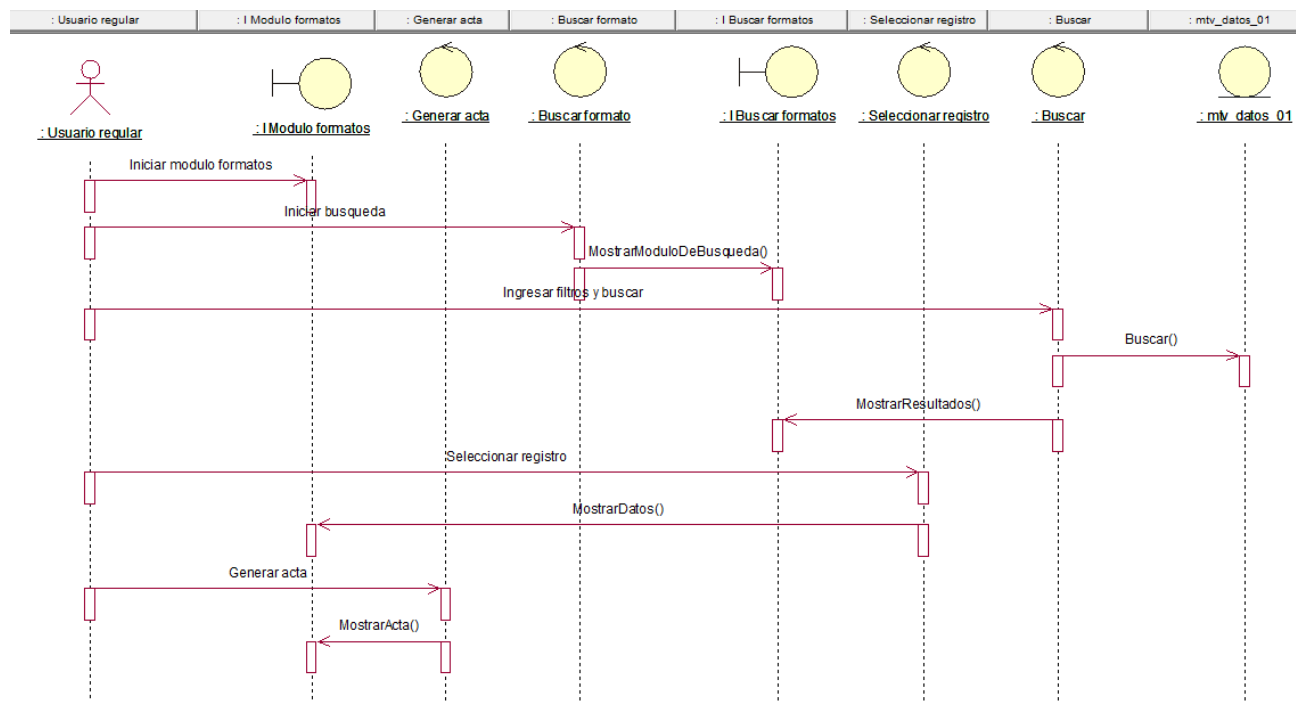 : Usuario regular
: I Modulo formatos
: Generar acta
: Buscar formato
: I Buscar formatos
: Seleccionar registro
: Buscar
: mtv_datos_01
: Usuario regular
: I Modulo formatos
: Generar acta
: Buscar formato
: I Buscar formatos
: Seleccionar registro
: Buscar
: mtv_datos_01
Iniciar modulo formatos
Iniciar busqueda
MostrarModuloDeBusqueda()
Ingresar filtros y buscar
Buscar()
MostrarResultados()
Seleccionar registro
MostrarDatos()
Generar acta
MostrarActa()